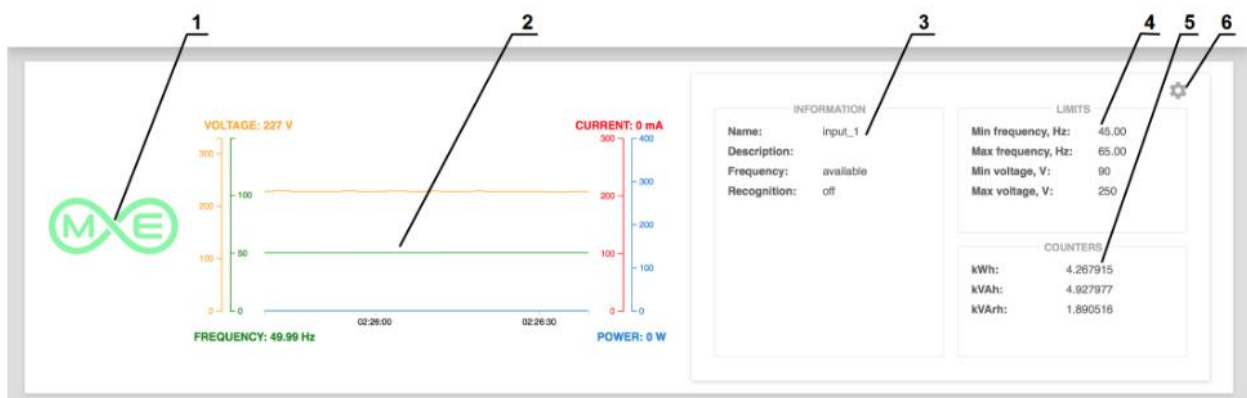 1 2 3 4 5 6
VOLTAGE: 227 V
CURRENT: 0 mA
300
200
100
0
100
50
0
300
200
100
0
400
300
200
100
0
02:26:00 02:26:30
FREQUENCY: 49.99 Hz
POWER: 0 W
MXE
INFORMATION
Name: input_1
Description:
Frequency: available
Recognition: off
LIMITS
Min frequency, Hz: 45.00
Max frequency, Hz: 65.00
Min voltage, V: 90
Max voltage, V: 250
COUNTERS
kWh: 4.267915
kVAh: 4.927977
kVArh: 1.890516